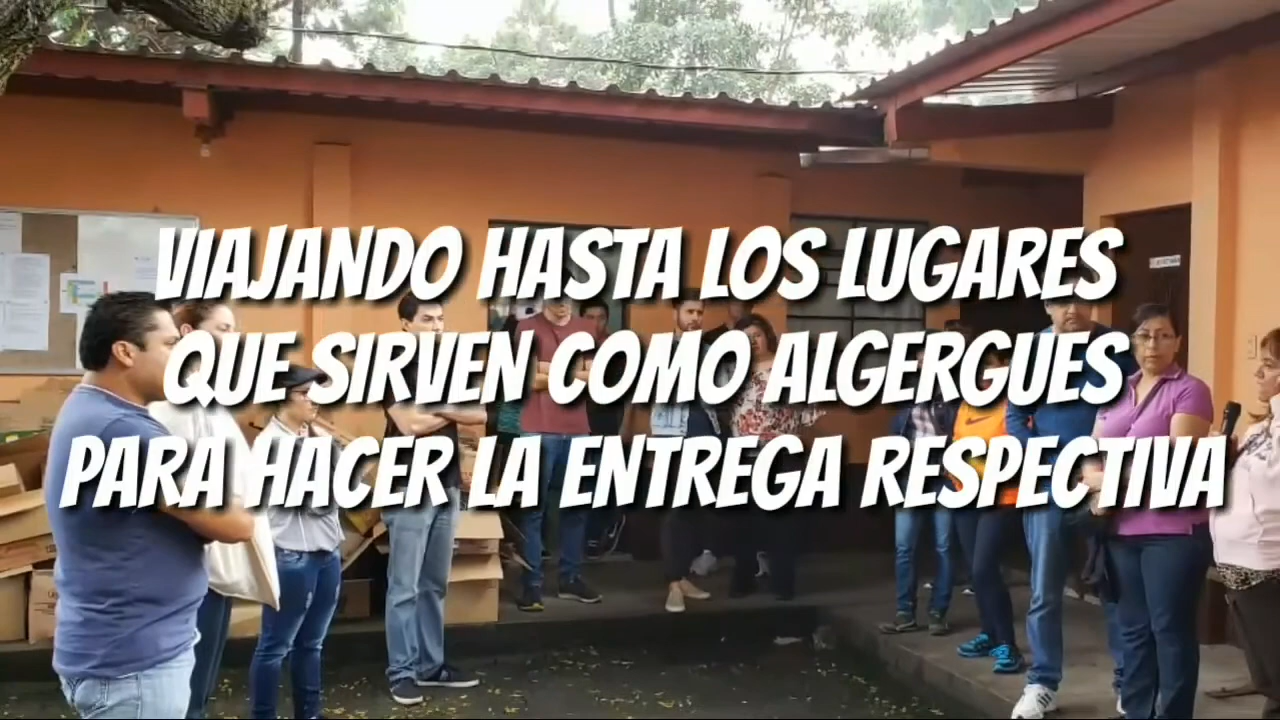 VIAJANDO HASTA LOS LUGARES
QUE SIRVEN COMO ALGERGUES
PARA HACER LA ENTREGA RESPECTIVA